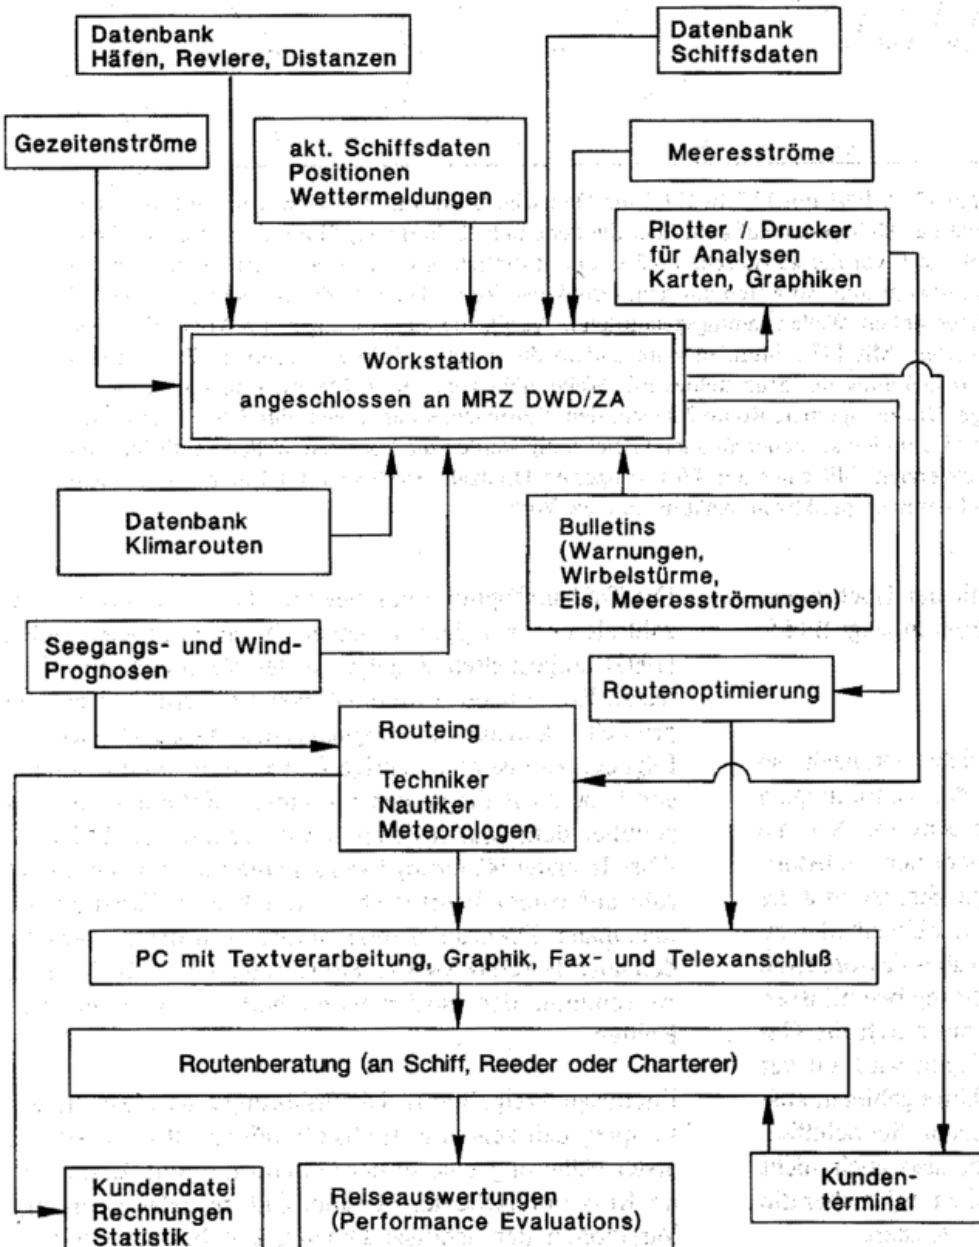 Datenbank
Häfen, Reviere, Distanzen
Datenbank
Schiffsdaten
Gezeitenströme
akt. Schiffsdaten
Positionen
Wettermeldungen
Meeresströme
Plotter / Drucker
für Analysen
Karten, Graphiken
Workstation
angeschlossen an MRZ DWD/ZA
Datenbank
Klimarouten
Bulletins
(Warnungen,
Wirbelstürme,
Eis, Meeresströmungen)
Seegangs- und Wind-
Prognosen
Routenoptimierung
Routeing
Techniker
Nautiker
Meteorologen
PC mit Textverarbeitung, Graphik, Fax- und Telexanschluß
Routenberatung (an Schiff, Reeder oder Charterer)
Kundendatei
Rechnungen
Statistik
Reiseauswertungen
(Performance Evaluations)
Kunden-
terminal